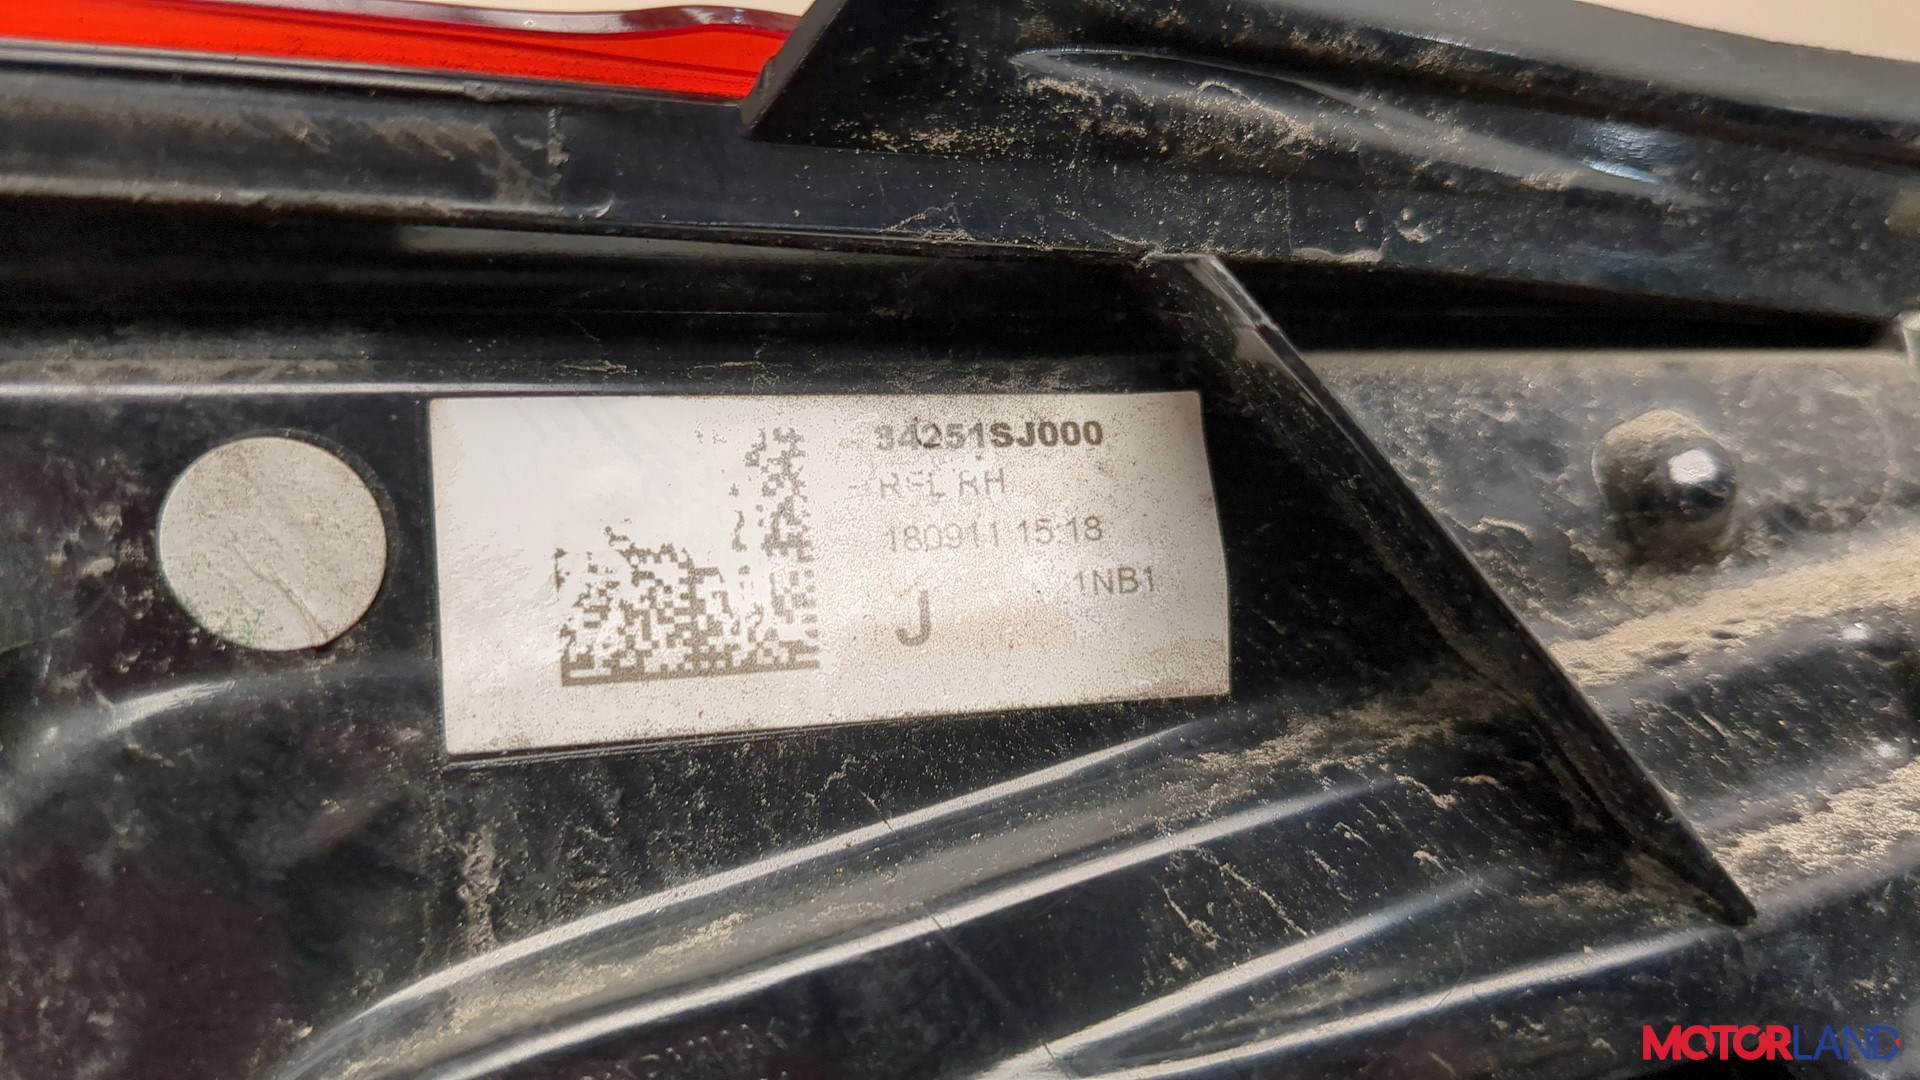 84251SJ000
RH
180911 15:18
1NB1
J
MOTORLAND